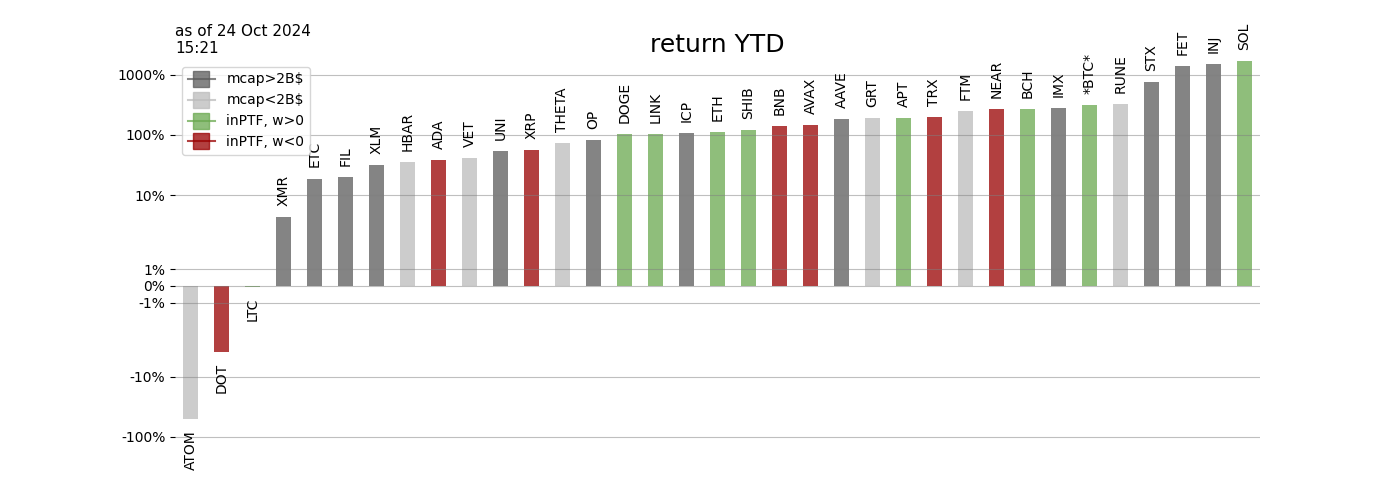 as of 24 Oct 2024
15:21
return YTD
mcap>2B$
mcap<2B$
inPTF, w>0
inPTF, w<0
1000%
100%
10%
1%
0%
-1%
-10%
-100%
ATOM
DOT
LTC
XMR
ETC
FIL
XLM
HBAR
ADA
VET
UNI
XRP
THETA
OP
DOGE
LINK
ICP
ETH
SHIB
BNB
AVAX
AAVE
GRT
APT
TRX
FTM
NEAR
BCH
IMX
*BTC*
RUNE
STX
FET
INJ
SOL